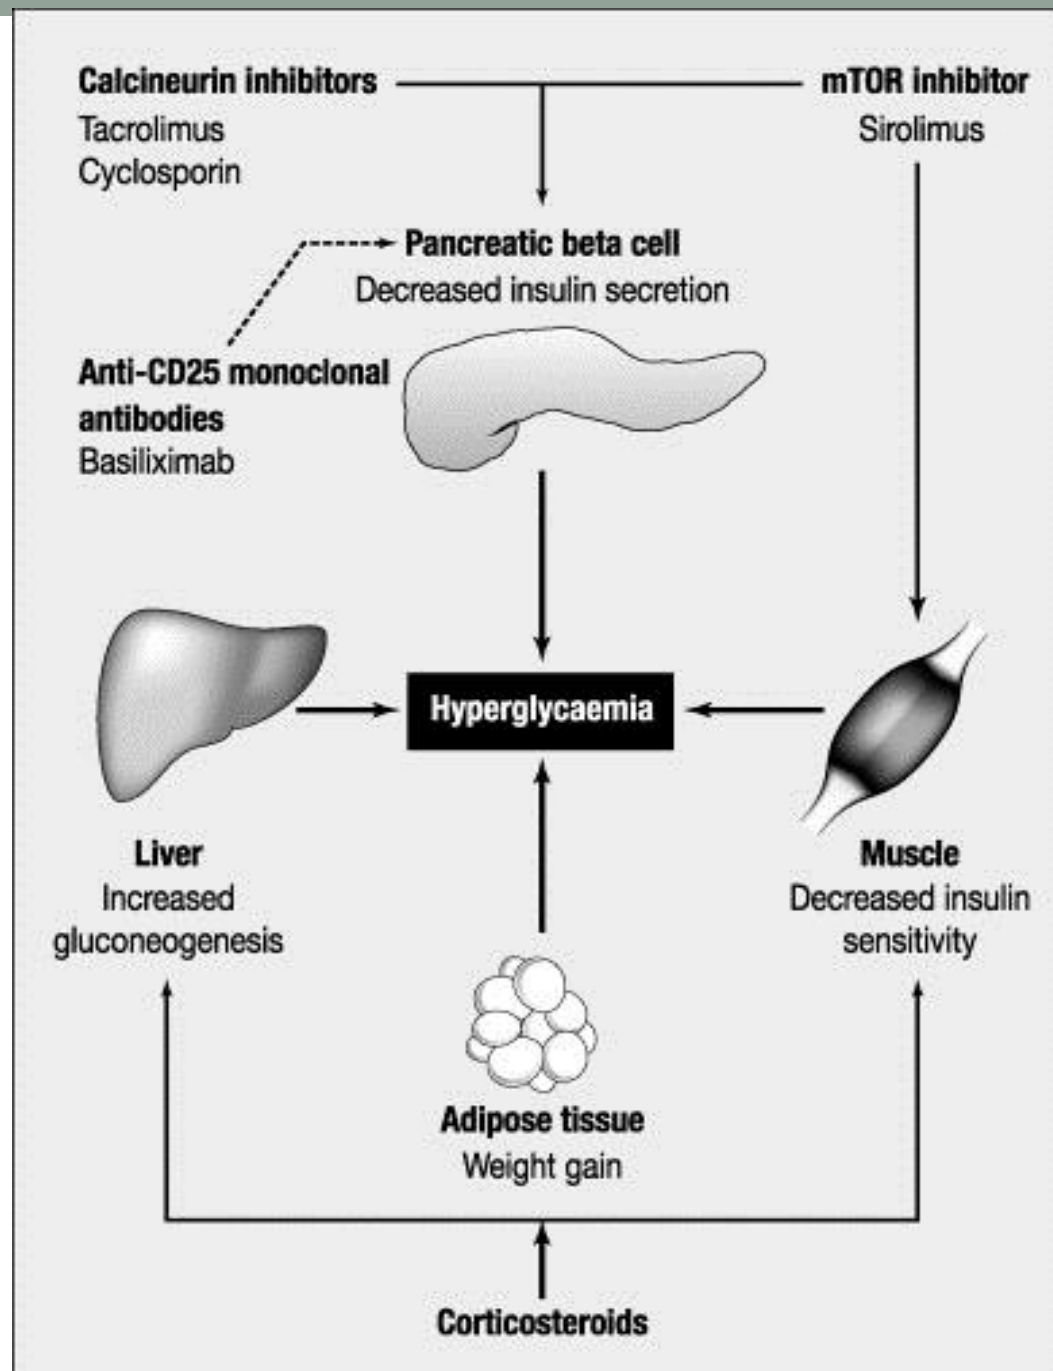 Calcineurin inhibitors
Tacrolimus
Cyclosporin
mTOR inhibitor
Sirolimus
Pancreatic beta cell
Decreased insulin secretion
Anti-CD25 monoclonal
antibodies
Basiliximab
Hyperglycaemia
Liver
Increased
gluconeogenesis
Muscle
Decreased insulin
sensitivity
Adipose tissue
Weight gain
Corticosteroids